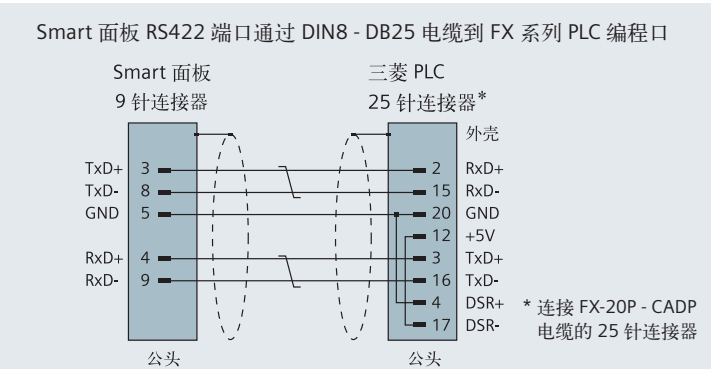 Smart 面板 RS422 端口通过 DIN8 - DB25 电缆到 FX 系列 PLC 编程口
Smart 面板
9 针连接器
三菱 PLC
25 针连接器*
外壳
TxD+ 3
2 RxD+
TxD- 8
15 RxD-
GND 5
20 GND
12 +5V
RxD+ 4
3 TxD+
RxD- 9
16 TxD-
4 DSR+
17 DSR-
* 连接 FX-20P - CADP
电缆的 25 针连接器
公头
公头